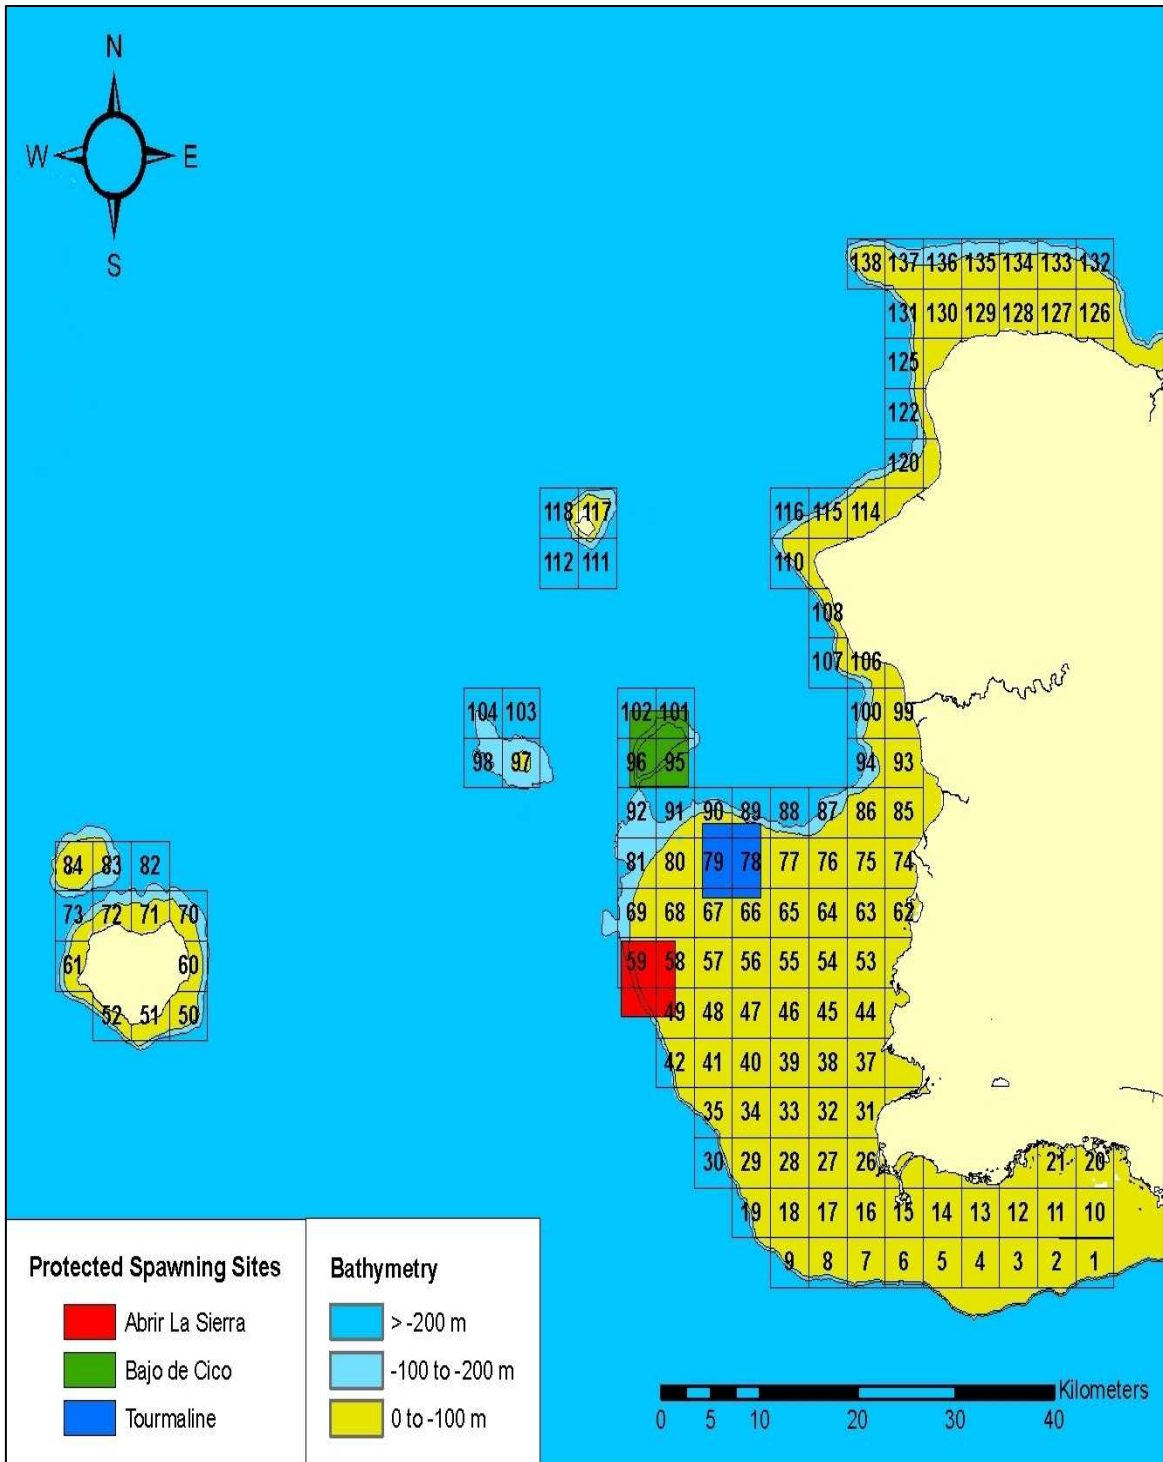 N
W E
S
138 137 136 135 134 133 132
131 130 129 128 127 126
125
122
120
118 117 116 115 114
112 111 110
108
107 106
104 103 102 101 100 99
98 97 96 95 94 93
92 91 90 89 88 87 86 85
84 83 82 81 80 79 78 77 76 75 74
73 72 71 70 69 68 67 66 65 64 63 62
61 60 59 58 57 56 55 54 53
52 51 50 49 48 47 46 45 44
42 41 40 39 38 37
35 34 33 32 31
30 29 28 27 26 21 20
19 18 17 16 15 14 13 12 11 10
9 8 7 6 5 4 3 2 1
Protected Spawning Sites
Abrir La Sierra
Bajo de Cico
Tourmaline
Bathymetry
> -200 m
-100 to -200 m
0 to -100 m
Kilometers
0 5 10 20 30 40